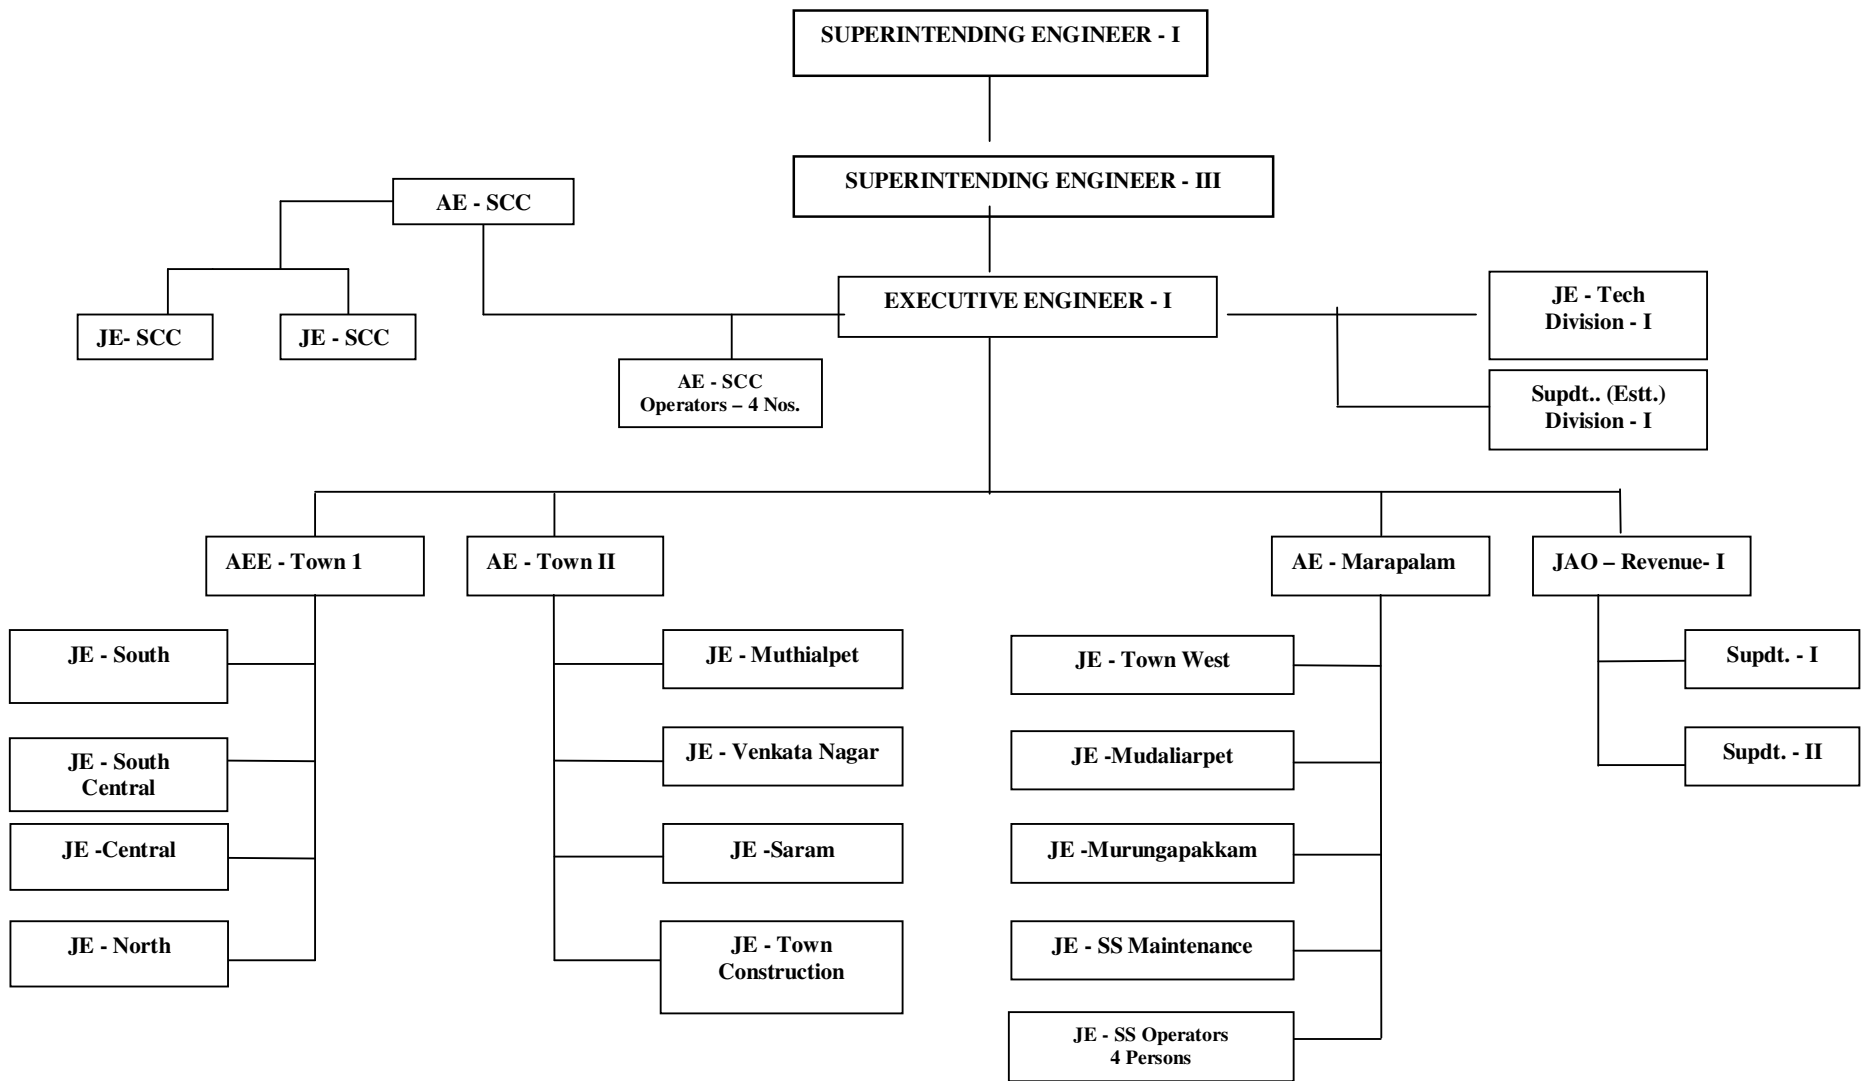 SUPERINTENDING ENGINEER - I
SUPERINTENDING ENGINEER - III
AE - SCC
EXECUTIVE ENGINEER - I
JE - Tech
Division - I
JE- SCC
JE - SCC
AE - SCC
Operators – 4 Nos.
Supdt.. (Estt.)
Division - I
AEE - Town 1
AE - Town II
AE - Marapalam
JAO – Revenue- I
JE - South
JE - South
Central
JE -Central
JE - North
JE - Muthialpet
JE - Venkata Nagar
JE -Saram
JE - Town
Construction
JE - Town West
JE -Mudaliarpet
JE -Murungapakkam
JE - SS Maintenance
JE - SS Operators
4 Persons
Supdt. - I
Supdt. - II